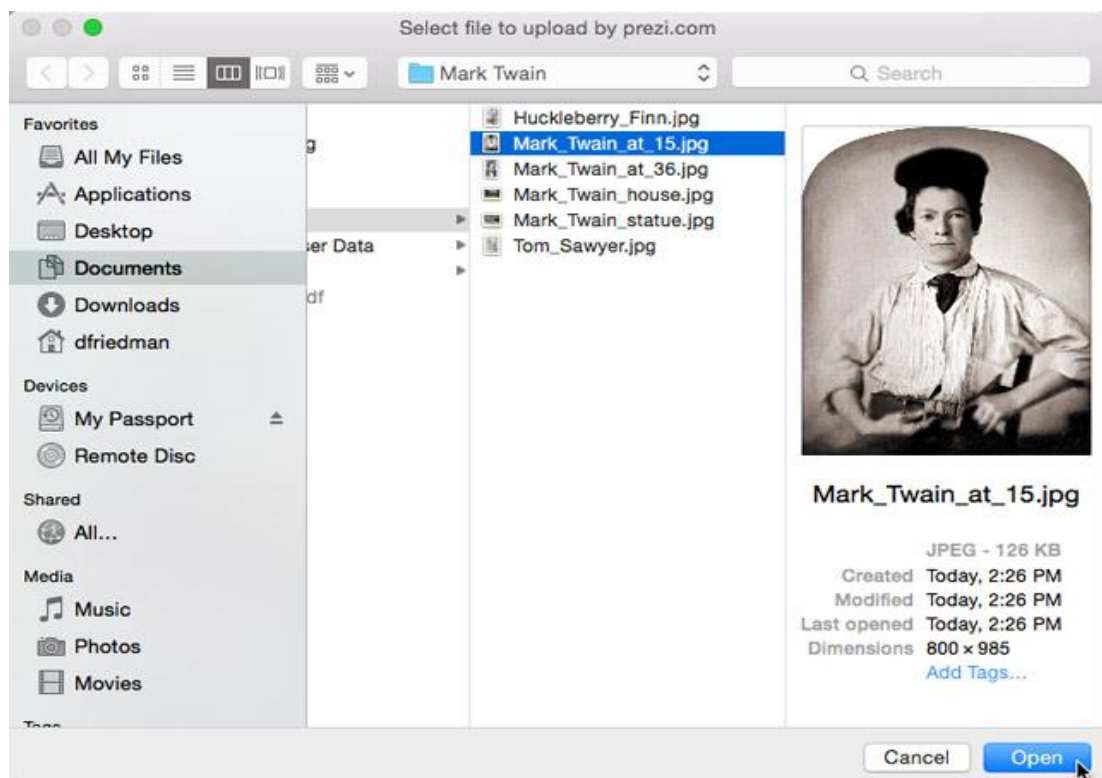 Select file to upload by prezi.com
Mark Twain
Search
Favorites
All My Files
Applications
Desktop
Documents
Downloads
dfriedman
Devices
My Passport
Remote Disc
Shared
All...
Media
Music
Photos
Movies
g
er Data
df
Huckleberry_Finn.jpg
Mark_Twain_at_15.jpg
Mark_Twain_at_36.jpg
Mark_Twain_house.jpg
Mark_Twain_statue.jpg
Tom_Sawyer.jpg
Mark_Twain_at_15.jpg
JPEG - 126 KB
Created Today, 2:26 PM
Modified Today, 2:26 PM
Last opened Today, 2:26 PM
Dimensions 800 × 985
Add Tags...
Cancel
Open